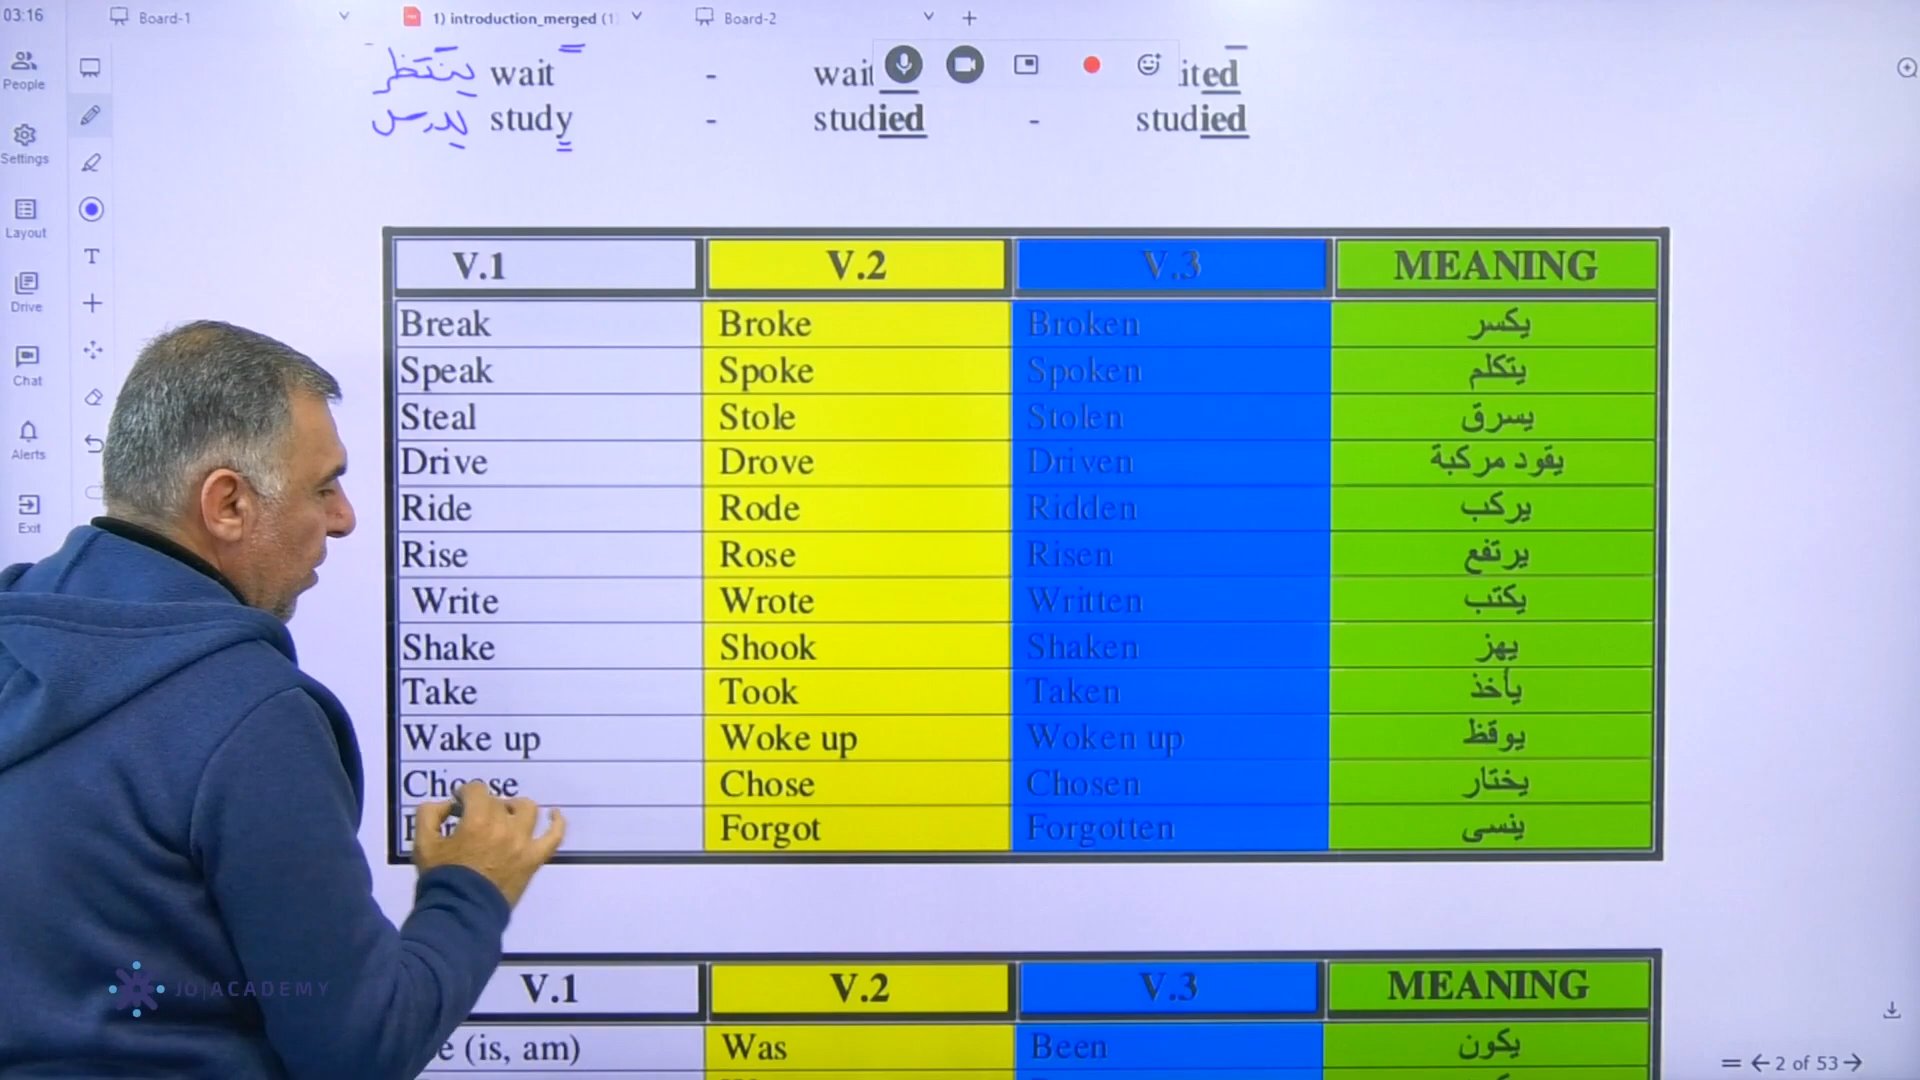 03:16
Board-1
1) introduction_merged (1
Board-2
People
Settings
Layout
Drive
Chat
Alerts
Exit
T
ينتظر wait - wai ited
يدرس study - studied - studied
V.1 V.2 V.3 MEANING
Break Broke Broken يكسر
Speak Spoke Spoken يتكلم
Steal Stole Stolen يسرق
Drive Drove Driven يقود مركبة
Ride Rode Ridden يركب
Rise Rose Risen يرتفع
Write Wrote Written يكتب
Shake Shook Shaken يهز
Take Took Taken يأخذ
Wake up Woke up Woken up يوقظ
Choose Chose Chosen يختار
Forgot Forgotten ينسى
V.1 V.2 V.3 MEANING
e (is, am) Was Been يكون
JO|ACADEMY
2 of 53